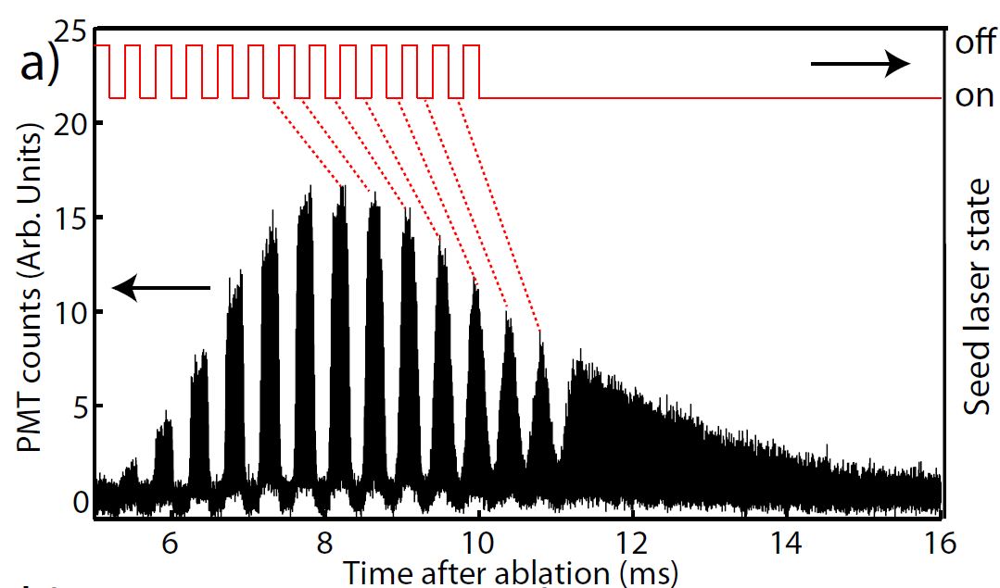 a)
25
20
15
10
5
0
PMT counts (Arb. Units)
off
on
Seed laser state
6 8 10 12 14 16
Time after ablation (ms)